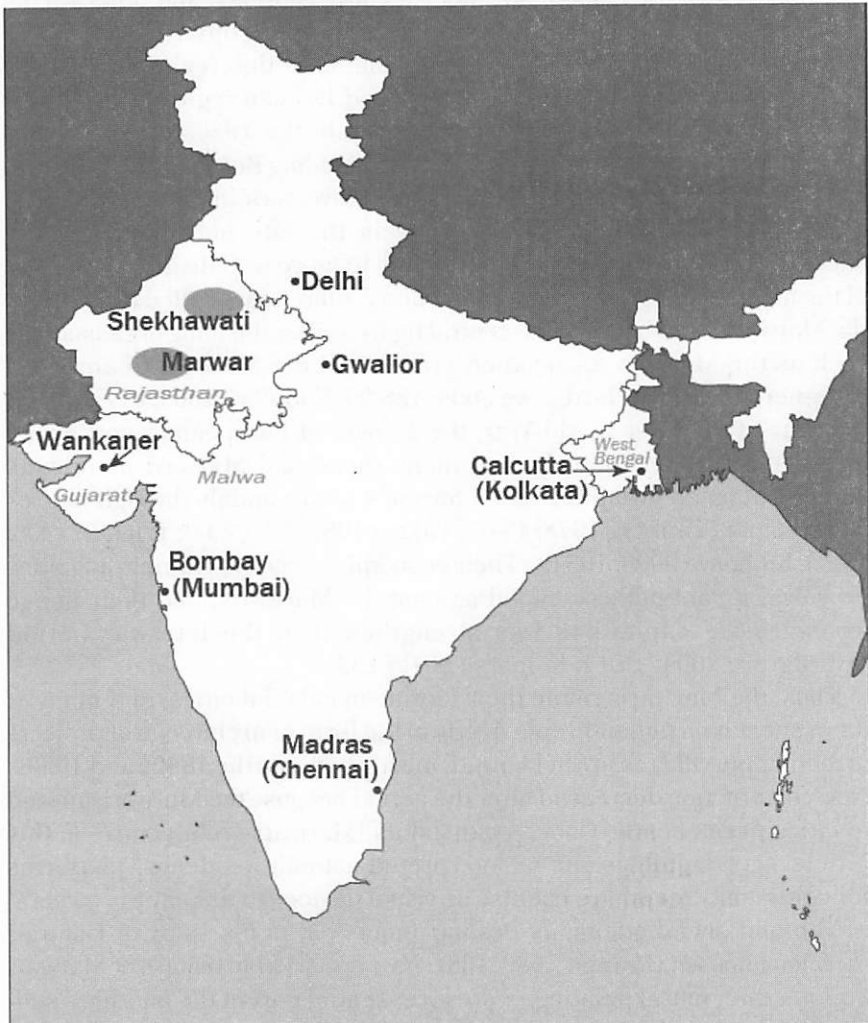 Delhi
Shekhawati
Marwar
Gwalior
Rajasthan
Wankaner
Malwa
Gujarat
West
Bengal
Calcutta
(Kolkata)
Bombay
(Mumbai)
Madras
(Chennai)